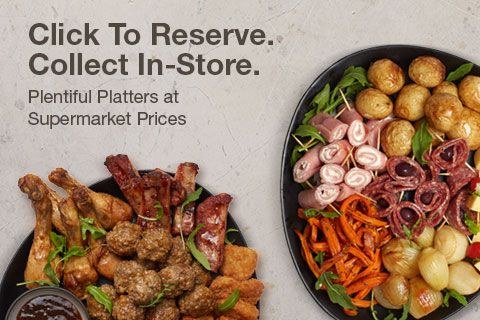 Click To Reserve.
Collect In-Store.
Plentiful Platters at
Supermarket Prices